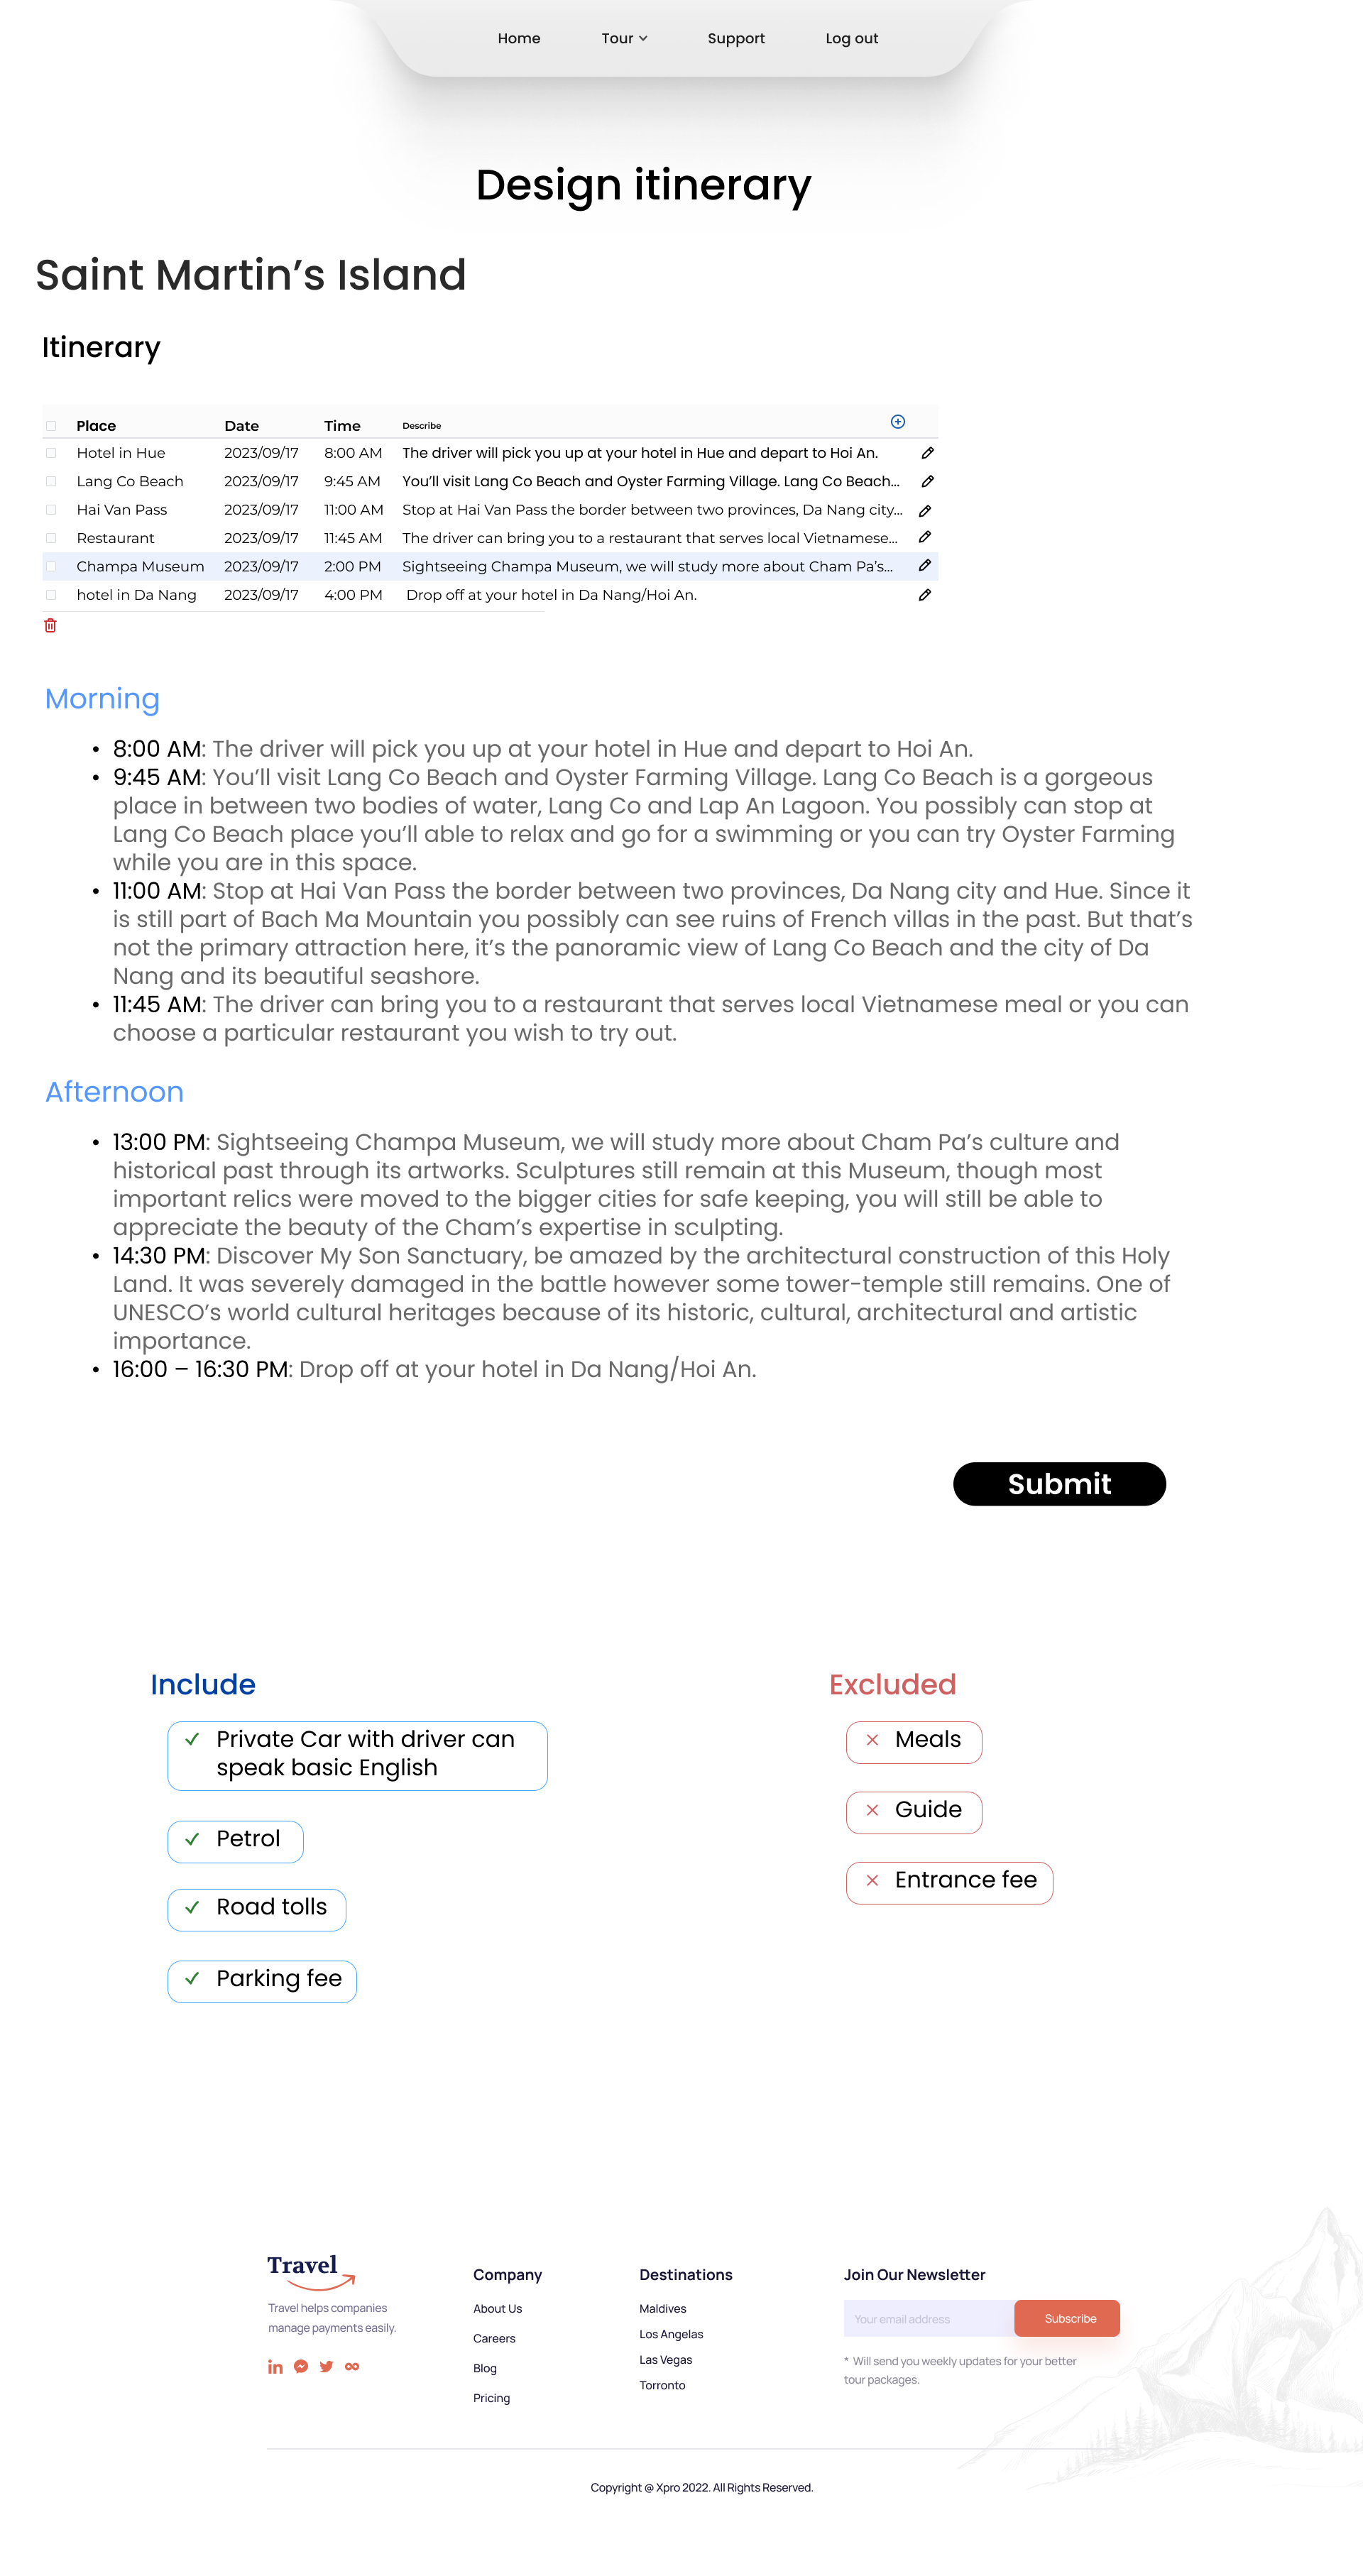 Home Tour Support Log out
Design itinerary
Saint Martin’s Island
Itinerary
Place Date Time Describe
Hotel in Hue 2023/09/17 8:00 AM The driver will pick you up at your hotel in Hue and depart to Hoi An.
Lang Co Beach 2023/09/17 9:45 AM You’ll visit Lang Co Beach and Oyster Farming Village. Lang Co Beach...
Hai Van Pass 2023/09/17 11:00 AM Stop at Hai Van Pass the border between two provinces, Da Nang city...
Restaurant 2023/09/17 11:45 AM The driver can bring you to a restaurant that serves local Vietnamese...
Champa Museum 2023/09/17 2:00 PM Sightseeing Champa Museum, we will study more about Cham Pa’s...
hotel in Da Nang 2023/09/17 4:00 PM Drop off at your hotel in Da Nang/Hoi An.
Morning
• 8:00 AM: The driver will pick you up at your hotel in Hue and depart to Hoi An.
• 9:45 AM: You’ll visit Lang Co Beach and Oyster Farming Village. Lang Co Beach is a gorgeous
place in between two bodies of water, Lang Co and Lap An Lagoon. You possibly can stop at
Lang Co Beach place you’ll able to relax and go for a swimming or you can try Oyster Farming
while you are in this space.
• 11:00 AM: Stop at Hai Van Pass the border between two provinces, Da Nang city and Hue. Since it
is still part of Bach Ma Mountain you possibly can see ruins of French villas in the past. But that’s
not the primary attraction here, it’s the panoramic view of Lang Co Beach and the city of Da
Nang and its beautiful seashore.
• 11:45 AM: The driver can bring you to a restaurant that serves local Vietnamese meal or you can
choose a particular restaurant you wish to try out.
Afternoon
• 13:00 PM: Sightseeing Champa Museum, we will study more about Cham Pa’s culture and
historical past through its artworks. Sculptures still remain at this Museum, though most
important relics were moved to the bigger cities for safe keeping, you will still be able to
appreciate the beauty of the Cham’s expertise in sculpting.
• 14:30 PM: Discover My Son Sanctuary, be amazed by the architectural construction of this Holy
Land. It was severely damaged in the battle however some tower-temple still remains. One of
UNESCO’s world cultural heritages because of its historic, cultural, architectural and artistic
importance.
• 16:00 – 16:30 PM: Drop off at your hotel in Da Nang/Hoi An.
Submit
Include
Private Car with driver can
speak basic English
Petrol
Road tolls
Parking fee
Excluded
Meals
Guide
Entrance fee
Travel
Travel helps companies
manage payments easily.
Company
About Us
Careers
Blog
Pricing
Destinations
Maldives
Los Angelas
Las Vegas
Torronto
Join Our Newsletter
Your email address Subscribe
* Will send you weekly updates for your better
tour packages.
Copyright @ Xpro 2022. All Rights Reserved.